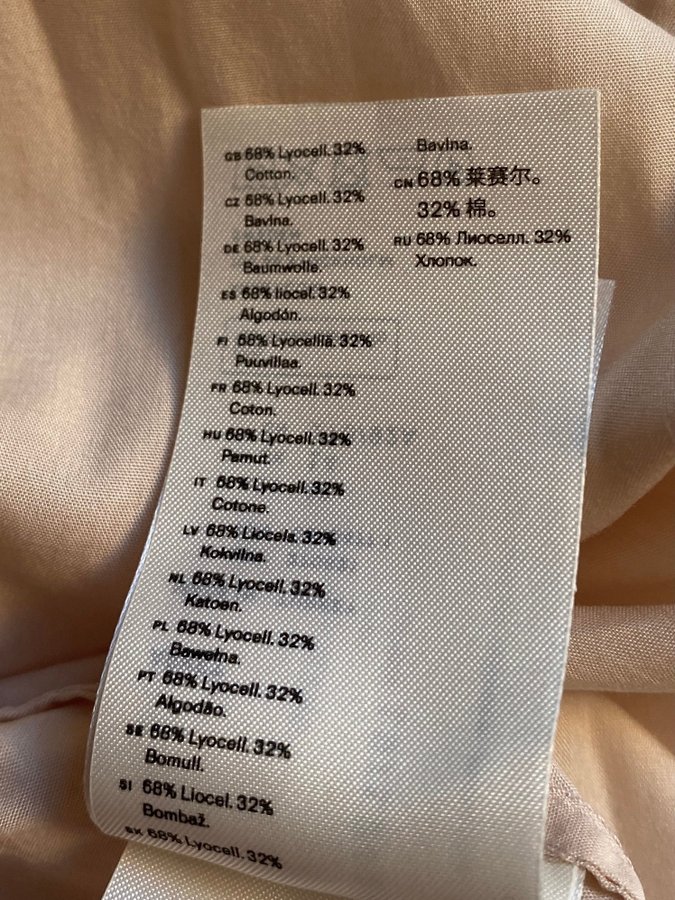 GB 68% Lyocell. 32%
Cotton.
CZ 68% Lyocell. 32%
Bavlna.
DE 68% Lyocell. 32%
Baumwolle.
ES 68% liocel. 32%
Algodón.
FI 68% Lyocellilä. 32%
Puuvillaa.
FR 68% Lyocell. 32%
Coton.
HU 68% Lyocell. 32%
Pamut.
IT 68% Lyocell. 32%
Cotone.
LV 68% Liocels. 32%
Kokvilna.
NL 68% Lyocell. 32%
Katoen.
PL 68% Lyocell. 32%
Bawełna.
PT 68% Lyocell. 32%
Algodão.
SE 68% Lyocell. 32%
Bomull.
SI 68% Liocel. 32%
Bombaž.
SK 68% Lyocell. 32%
Bavlna.
CN 68% 莱赛尔。
32% 棉。
RU 68% Лиоселл. 32%
Хлопок.